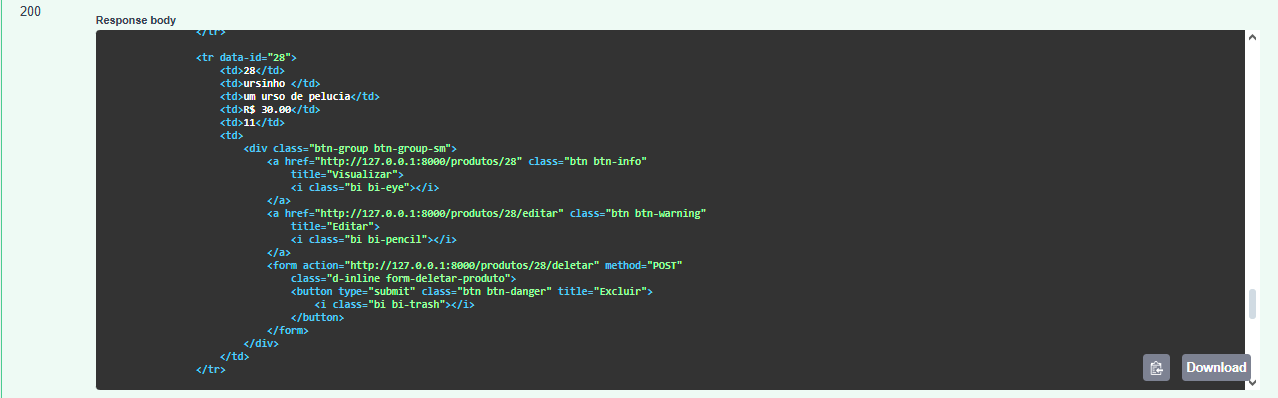 200
Response body
</tr>
<tr data-id="28">
<td>28</td>
<td>ursinho </td>
<td>um urso de pelucia</td>
<td>R$ 30.00</td>
<td>11</td>
<td>
<div class="btn-group btn-group-sm">
<a href="http://127.0.0.1:8000/produtos/28" class="btn btn-info"
title="Visualizar">
<i class="bi bi-eye"></i>
</a>
<a href="http://127.0.0.1:8000/produtos/28/editar" class="btn btn-warning"
title="Editar">
<i class="bi bi-pencil"></i>
</a>
<form action="http://127.0.0.1:8000/produtos/28/deletar" method="POST"
class="d-inline form-deletar-produto">
<button type="submit" class="btn btn-danger" title="Excluir">
<i class="bi bi-trash"></i>
</button>
</form>
</div>
</td>
</tr>
Download